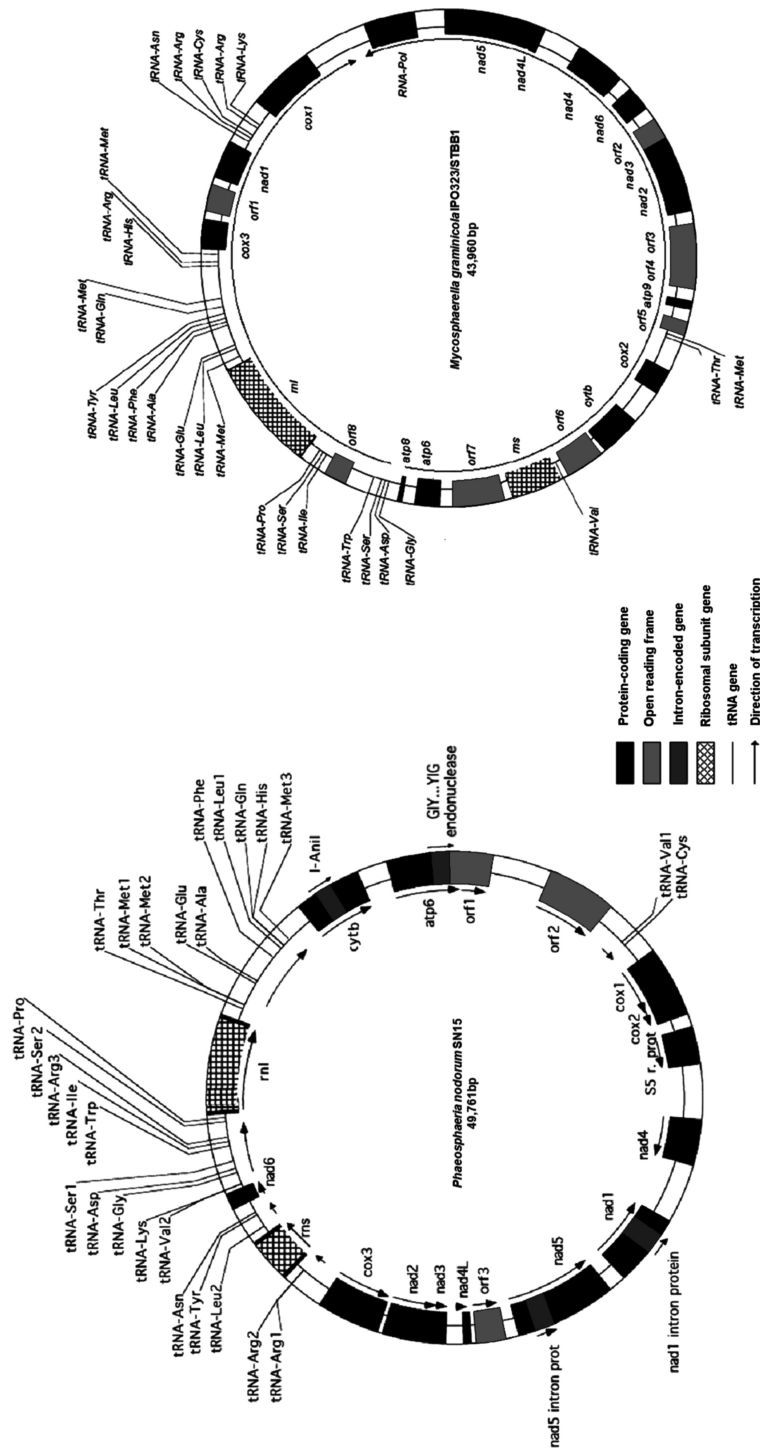 tRNA-Asn
tRNA-Arg
tRNA-Cys
tRNA-Arg
tRNA-Lys
cox1
RNA-Pol
nad5
nad4L
nad4
nad6
orf2
nad3
nad2
orf3
orf4
atp9
orf5
tRNA-Thr
tRNA-Met
cox2
cytb
orf6
tRNA-Val
rns
orf7
atp6
atp8
tRNA-Gly
tRNA-Asp
tRNA-Ser
tRNA-Trp
orf8
tRNA-Ile
tRNA-Ser
tRNA-Pro
rnl
tRNA-Met
tRNA-Leu
tRNA-Glu
tRNA-Ala
tRNA-Phe
tRNA-Leu
tRNA-Tyr
tRNA-Gln
tRNA-Met
tRNA-His
tRNA-Arg
tRNA-Met
cox3
orf1
nad1
Mycosphaerella graminicola IPO323/STBB1
43,960 bp
Protein-coding gene
Open reading frame
Intron-encoded gene
Ribosomal subunit gene
tRNA gene
Direction of transcription
tRNA-Pro
tRNA-Ser2
tRNA-Arg3
tRNA-Ile
tRNA-Trp
tRNA-Ser1
tRNA-Asp
tRNA-Gly
tRNA-Lys
tRNA-Val2
tRNA-Asn
tRNA-Tyr
tRNA-Leu2
tRNA-Arg2
tRNA-Arg1
tRNA-Thr
tRNA-Met1
tRNA-Met2
tRNA-Glu
tRNA-Ala
tRNA-Phe
tRNA-Leu1
tRNA-Gln
tRNA-His
tRNA-Met3
rnl
nad6
rns
I-AniI
cytb
GIY...YIG
endonuclease
atp6
orf1
orf2
tRNA-Val1
tRNA-Cys
cox1
cox2
S5 r. prot
nad4
nad1
nad1 intron protein
nad5
nad5 intron prot
orf3
nad4L
nad3
nad2
cox3
Phaeosphaeria nodorum SN15
49,761bp